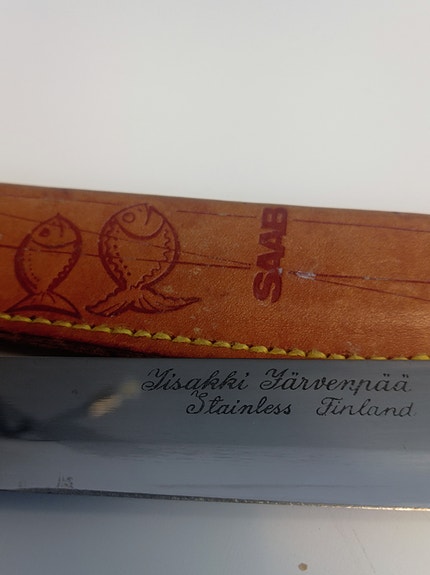 SAAB
Iisakki Järvenpää
Stainless Finland